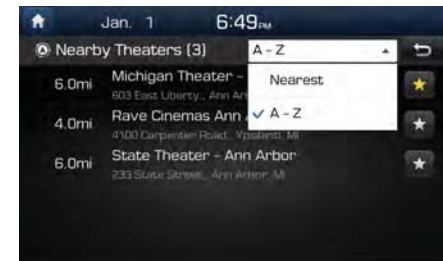 Jan. 1 6:49PM
Nearby Theaters (3) A - Z
Nearest
A - Z
6.0mi Michigan Theater -
603 East Liberty., Ann
4.0mi Rave Cinemas Ann
4100 Carpenter Road., Ypsilanti, MI
6.0mi State Theater - Ann Arbor
233 State Street., Ann Arbor, MI